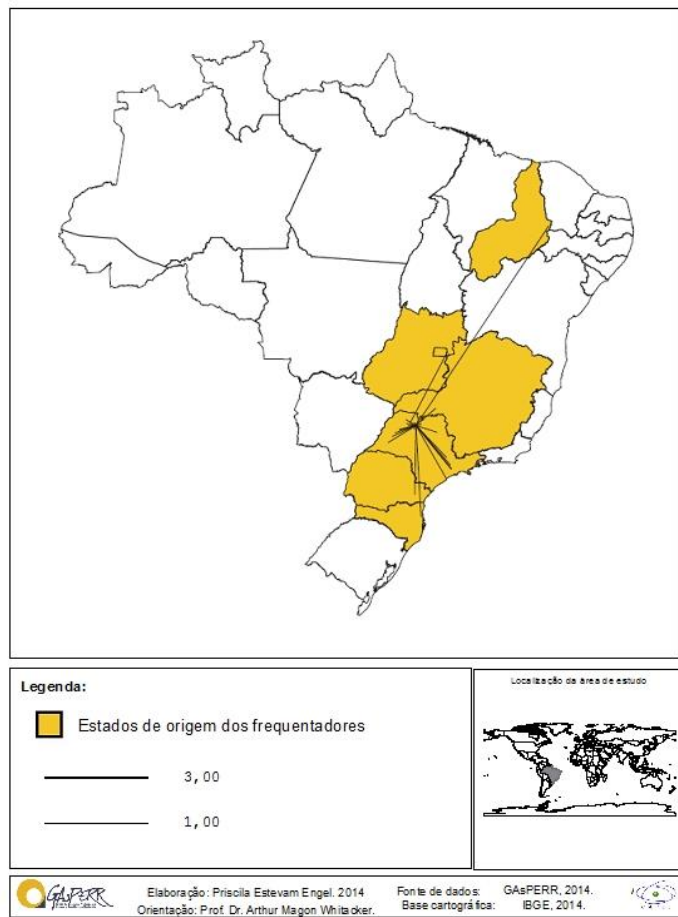 Legenda:
Estados de origem dos frequentadores
3,00
1,00
Localização da área de estudo
GAsPERR
Elaboração: Priscila Estevam Engel. 2014
Orientação: Prof. Dr. Arthur Magon Whitacker.
Fonte de dados: GAsPERR, 2014.
Base cartográfica: IBGE, 2014.